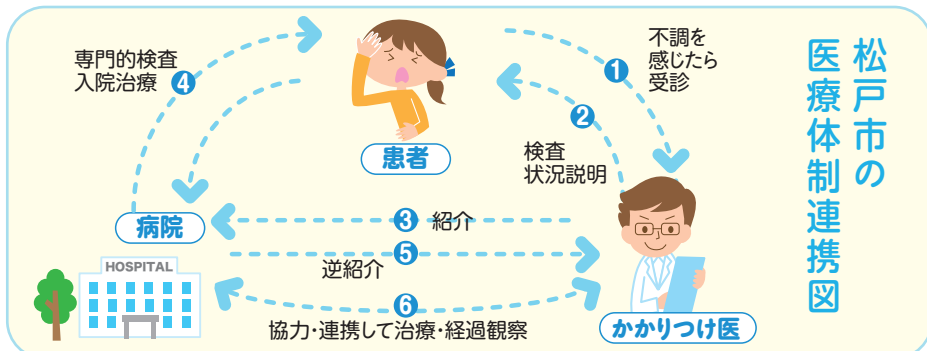 松戸市の
医療体制連携図
不調を
感じたら
受診
1
2
検査
状況説明
3 紹介
専門的検査
入院治療 4
5
逆紹介
6
協力・連携して治療・経過観察
患者
病院
HOSPITAL
かかりつけ医